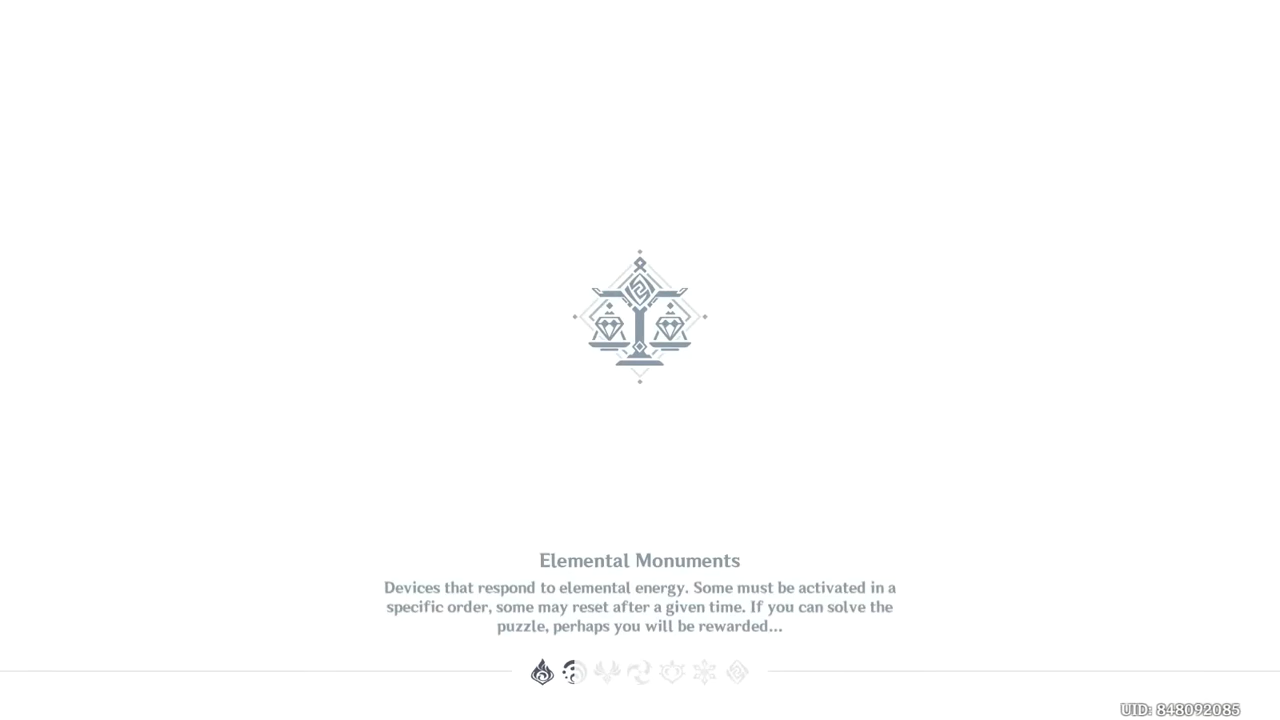 Elemental Monuments
Devices that respond to elemental energy. Some must be activated in a
specific order, some may reset after a given time. If you can solve the
puzzle, perhaps you will be rewarded...
UID: 848092085